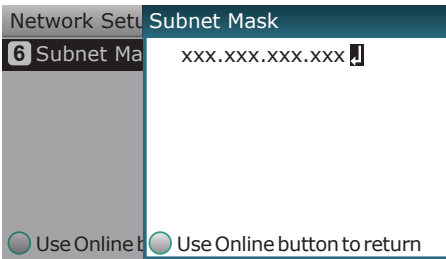 Network Setu
Subnet Mask
6 Subnet Ma
xxx.xxx.xxx.xxx
Use Online b
Use Online button to return